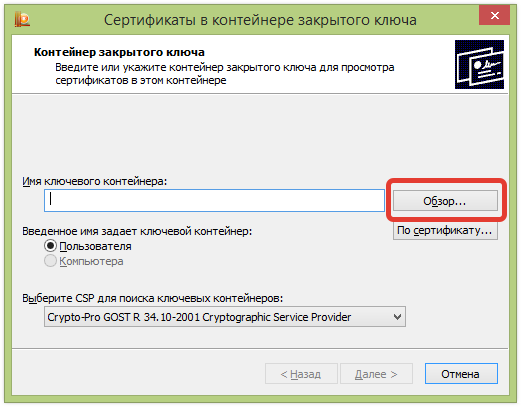 Сертификаты в контейнере закрытого ключа
Контейнер закрытого ключа
Введите или укажите контейнер закрытого ключа для просмотра
сертификатов в этом контейнере
Имя ключевого контейнера:
Обзор...
Введенное имя задает ключевой контейнер:
По сертификату...
Пользователя
Компьютера
Выберите CSP для поиска ключевых контейнеров:
Crypto-Pro GOST R 34.10-2001 Cryptographic Service Provider
< Назад
Далее >
Отмена